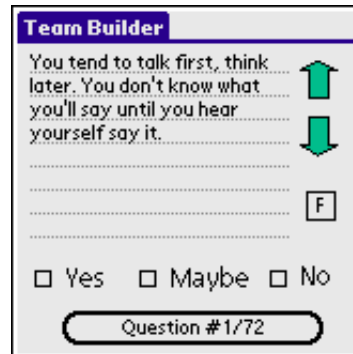 Team Builder
You tend to talk first, think
later. You don't know what
you'll say until you hear
yourself say it.
F
Yes Maybe No
Question #1/72